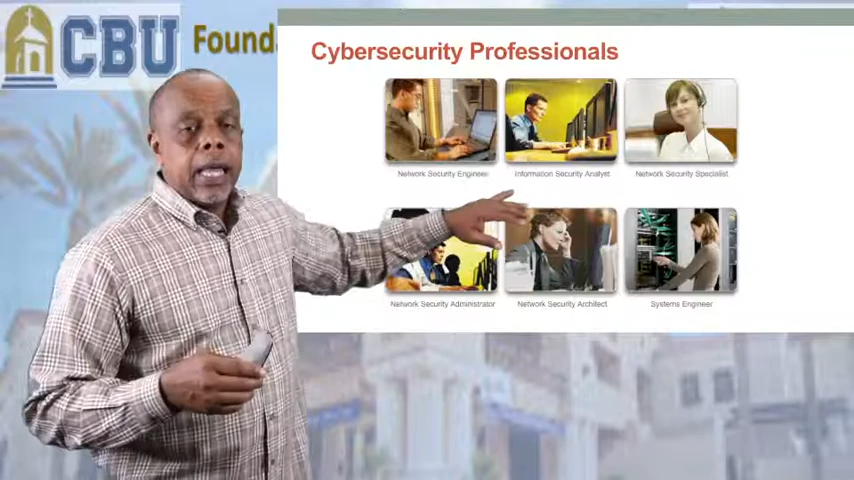 CBU
Founda
Cybersecurity Professionals
Network Security Engineer
Information Security Analyst
Network Security Specialist
Network Security Administrator
Network Security Architect
Systems Engineer